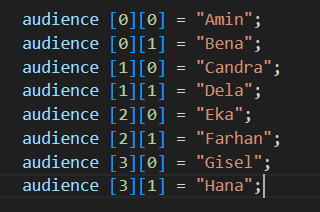 audience [0][0] = "Amin";
audience [0][1] = "Bena";
audience [1][0] = "Candra";
audience [1][1] = "Dela";
audience [2][0] = "Eka";
audience [2][1] = "Farhan";
audience [3][0] = "Gisel";
audience [3][1] = "Hana";